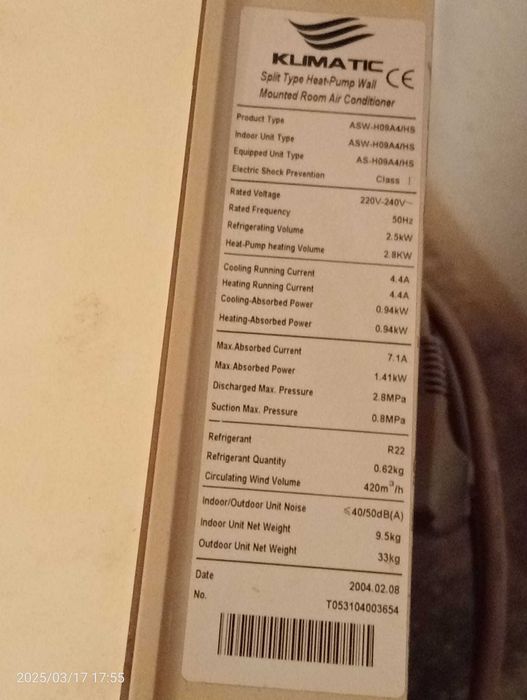 KLIMATIC
Split Type Heat-Pump Wall CE
Mounted Room Air Conditioner
Product Type ASW-H09A4/HS
Indoor Unit Type ASW-H09A4/HS
Equipped Unit Type AS-H09A4/HS
Electric Shock Prevention Class I
Rated Voltage 220V-240V~
Rated Frequency 50Hz
Refrigerating Volume 2.5kW
Heat-Pump heating Volume 2.8KW
Cooling Running Current 4.4A
Heating Running Current 4.4A
Cooling-Absorbed Power 0.94kW
Heating-Absorbed Power 0.94kW
Max.Absorbed Current 7.1A
Max.Absorbed Power 1.41kW
Discharged Max. Pressure 2.8MPa
Suction Max. Pressure 0.8MPa
Refrigerant R22
Refrigerant Quantity 0.62kg
Circulating Wind Volume 420m³/h
Indoor/Outdoor Unit Noise ≤40/50dB(A)
Indoor Unit Net Weight 9.5kg
Outdoor Unit Net Weight 33kg
Date 2004.02.08
No. T053104003654
2025/03/17 17:55